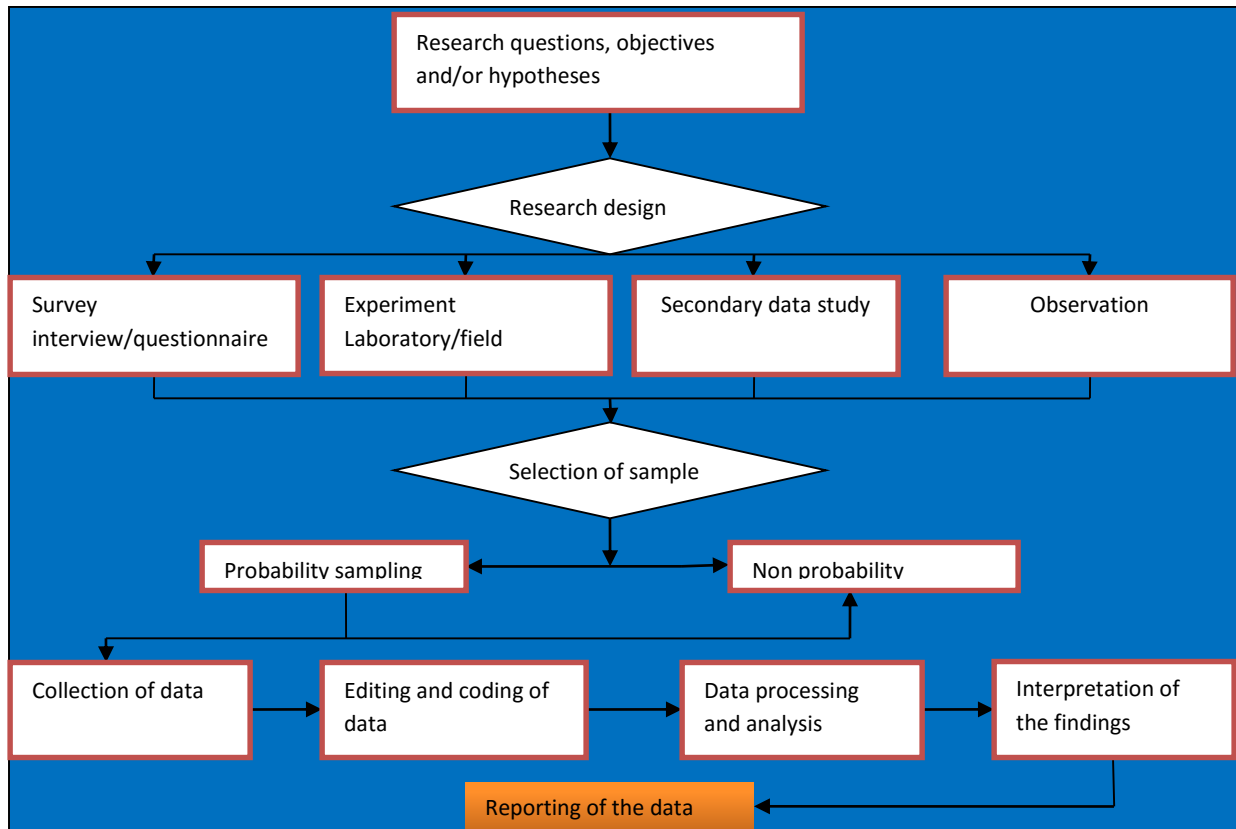 Research questions, objectives
and/or hypotheses
Research design
Survey
interview/questionnaire
Experiment
Laboratory/field
Secondary data study
Observation
Selection of sample
Probability sampling
Non probability
Collection of data
Editing and coding of
data
Data processing
and analysis
Interpretation of
the findings
Reporting of the data